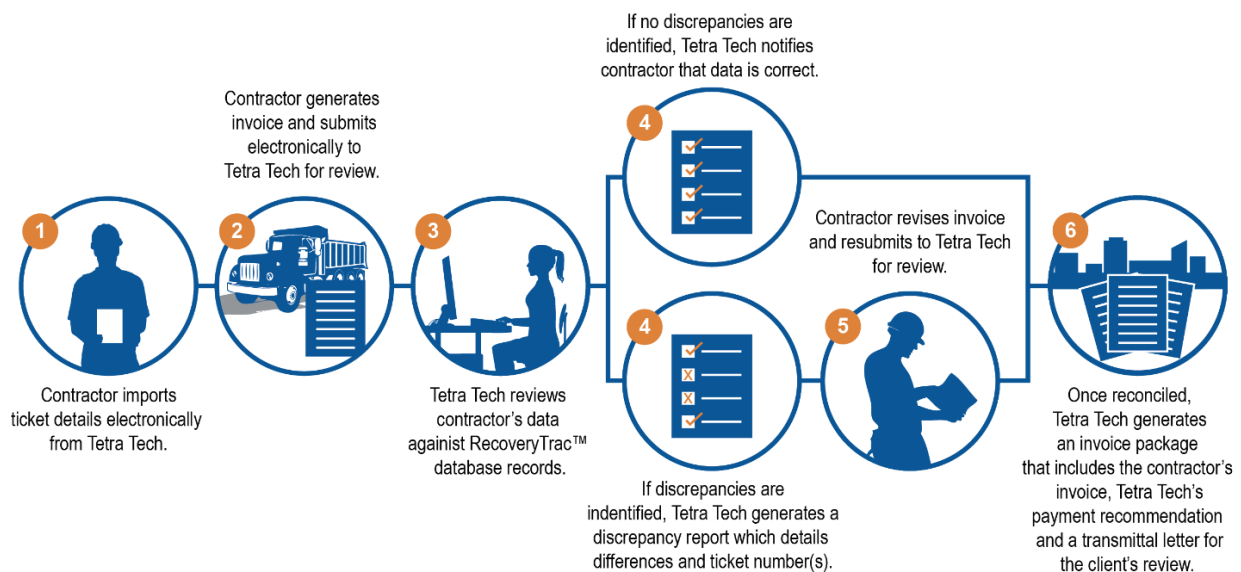 1
Contractor imports
ticket details electronically
from Tetra Tech.
Contractor generates
invoice and submits
electronically to
Tetra Tech for review.
2
3
Tetra Tech reviews
contractor's data
against RecoveryTrac™
database records.
If no discrepancies are
identified, Tetra Tech notifies
contractor that data is correct.
4
4
If discrepancies are
indentified, Tetra Tech generates a
discrepancy report which details
differences and ticket number(s).
Contractor revises invoice
and resubmits to Tetra Tech
for review.
5
6
Once reconciled,
Tetra Tech generates
an invoice package
that includes the contractor's
invoice, Tetra Tech's
payment recommendation
and a transmittal letter for
the client's review.